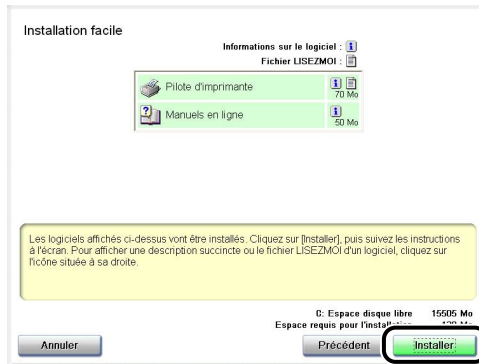 Installation facile
Informations sur le logiciel :
Fichier LISEZMOI :
Pilote d'imprimante
70 Mo
Manuels en ligne
50 Mo
Les logiciels affichés ci-dessus vont être installés. Cliquez sur [Installer], puis suivez les instructions
à l'écran. Pour afficher une description succincte ou le fichier LISEZMOI d'un logiciel, cliquez sur
l'icône située à sa droite.
C: Espace disque libre 15505 Mo
Espace requis pour l'installation
Annuler Précédent Installer